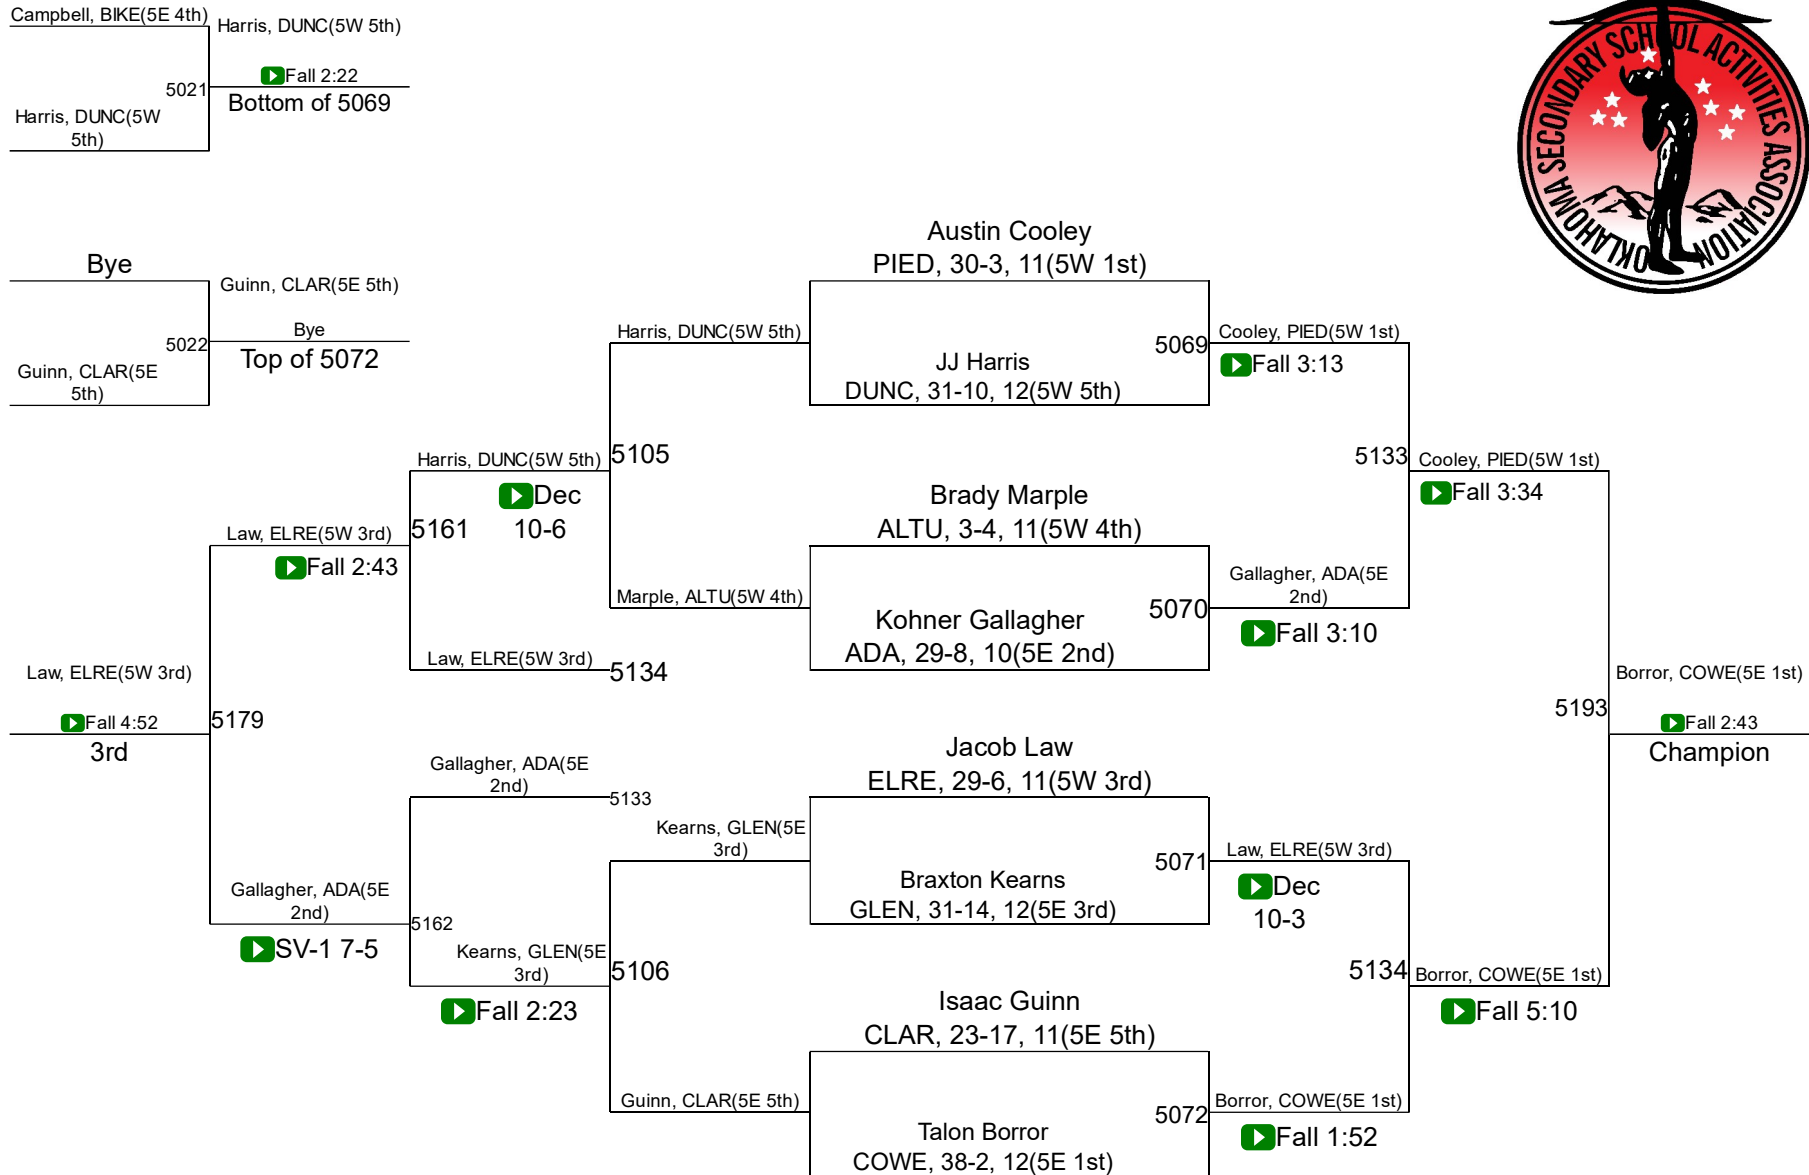 Campbell, BIKE(5E 4th)
Harris, DUNC(5W 5th)
Fall 2:22
5021
Bottom of 5069
Harris, DUNC(5W
5th)
OKLAHOMA SECONDARY SCHOOL ACTIVITIES ASSOCIATION
Bye
Guinn, CLAR(5E 5th)
Bye
5022
Top of 5072
Guinn, CLAR(5E
5th)
Austin Cooley
PIED, 30-3, 11(5W 1st)
Harris, DUNC(5W 5th)
5069
Cooley, PIED(5W 1st)
JJ Harris
DUNC, 31-10, 12(5W 5th)
Fall 3:13
Harris, DUNC(5W 5th)
5105
Dec
10-6
5133
Cooley, PIED(5W 1st)
Fall 3:34
Brady Marple
ALTU, 3-4, 11(5W 4th)
Law, ELRE(5W 3rd)
5161
Fall 2:43
Marple, ALTU(5W 4th)
5070
Gallagher, ADA(5E
2nd)
Kohner Gallagher
ADA, 29-8, 10(5E 2nd)
Fall 3:10
Law, ELRE(5W 3rd)
5134
Law, ELRE(5W 3rd)
Fall 4:52
3rd
5179
5193
Borror, COWE(5E 1st)
Fall 2:43
Champion
Jacob Law
ELRE, 29-6, 11(5W 3rd)
Gallagher, ADA(5E
2nd)
5133
Kearns, GLEN(5E
3rd)
5071
Law, ELRE(5W 3rd)
Braxton Kearns
GLEN, 31-14, 12(5E 3rd)
Dec
10-3
Gallagher, ADA(5E
2nd)
5162
SV-1 7-5
Kearns, GLEN(5E
3rd)
5106
Fall 2:23
5134
Borror, COWE(5E 1st)
Fall 5:10
Isaac Guinn
CLAR, 23-17, 11(5E 5th)
Guinn, CLAR(5E 5th)
5072
Borror, COWE(5E 1st)
Talon Borror
COWE, 38-2, 12(5E 1st)
Fall 1:52